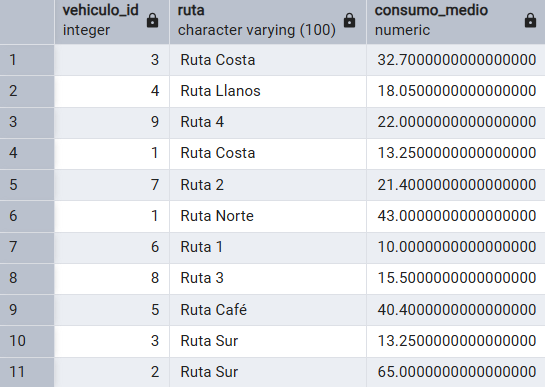 vehiculo_id ruta consumo_medio
integer character varying (100) numeric
1 3 Ruta Costa 32.7000000000000000
2 4 Ruta Llanos 18.0500000000000000
3 9 Ruta 4 22.0000000000000000
4 1 Ruta Costa 13.2500000000000000
5 7 Ruta 2 21.4000000000000000
6 1 Ruta Norte 43.0000000000000000
7 6 Ruta 1 10.0000000000000000
8 8 Ruta 3 15.5000000000000000
9 5 Ruta Café 40.4000000000000000
10 3 Ruta Sur 13.2500000000000000
11 2 Ruta Sur 65.0000000000000000